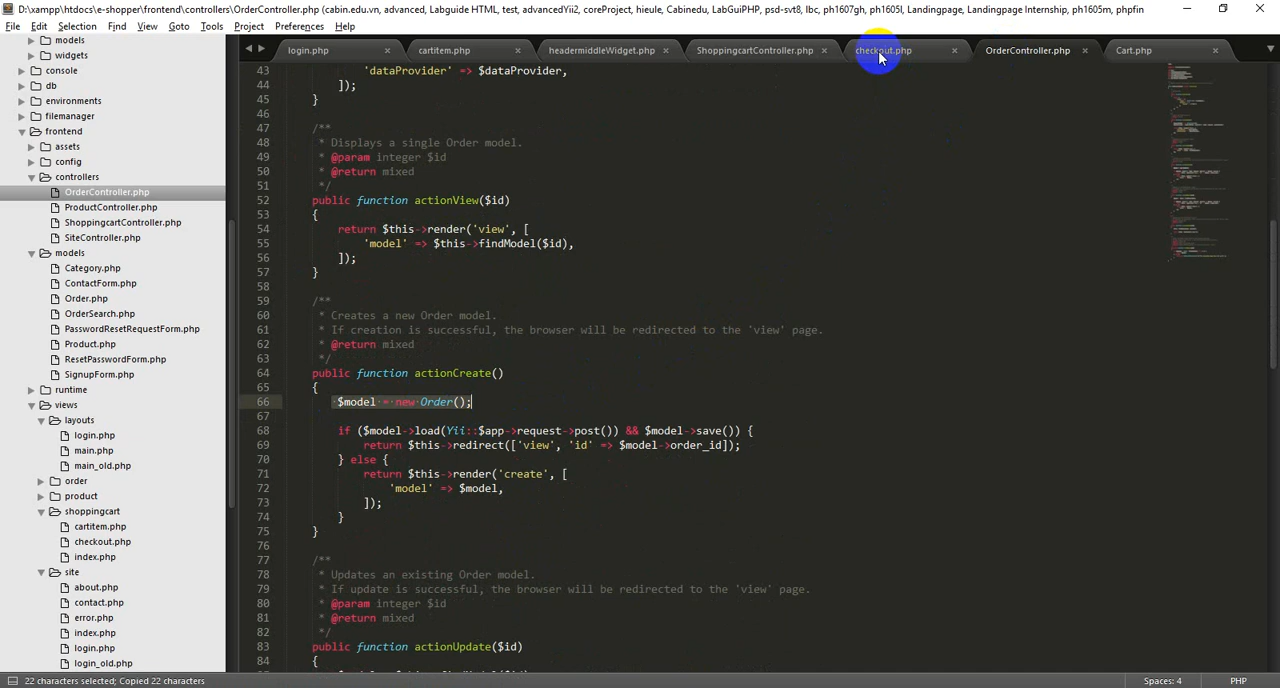 D:\xampp\htdocs\e-shopper\frontend\controllers\OrderController.php (cabin.edu.vn, advanced, Labguide HTML, test, advancedYii2, coreProject, hieule, Cabinedu, LabGuiPHP, psd-svt8, lbc, ph1607gh, ph1605l, Landingpage, Landingpage Internship, ph1605m, phpfin
File Edit Selection Find View Goto Tools Project Preferences Help
login.php cartitem.php headermiddleWidget.php ShoppingcartController.php checkout.php OrderController.php Cart.php
models
widgets
console
db
environments
filemanager
frontend
assets
config
controllers
OrderController.php
ProductController.php
ShoppingcartController.php
SiteController.php
models
Category.php
ContactForm.php
Order.php
OrderSearch.php
PasswordResetRequestForm.php
Product.php
ResetPasswordForm.php
SignupForm.php
runtime
views
layouts
login.php
main.php
main_old.php
order
product
shoppingcart
cartitem.php
checkout.php
index.php
site
about.php
contact.php
error.php
index.php
login.php
login_old.php
43 'dataProvider' => $dataProvider,
44 ]);
45 }
46
47 /**
48 * Displays a single Order model.
49 * @param integer $id
50 * @return mixed
51 */
52 public function actionView($id)
53 {
54 return $this->render('view', [
55 'model' => $this->findModel($id),
56 ]);
57 }
58
59 /**
60 * Creates a new Order model.
61 * If creation is successful, the browser will be redirected to the 'view' page.
62 * @return mixed
63 */
64 public function actionCreate()
65 {
66 $model = new Order();
67
68 if ($model->load(Yii::$app->request->post()) && $model->save()) {
69 return $this->redirect(['view', 'id' => $model->order_id]);
70 } else {
71 return $this->render('create', [
72 'model' => $model,
73 ]);
74 }
75 }
76
77 /**
78 * Updates an existing Order model.
79 * If update is successful, the browser will be redirected to the 'view' page.
80 * @param integer $id
81 * @return mixed
82 */
83 public function actionUpdate($id)
84 {
22 characters selected; Copied 22 characters Spaces: 4 PHP